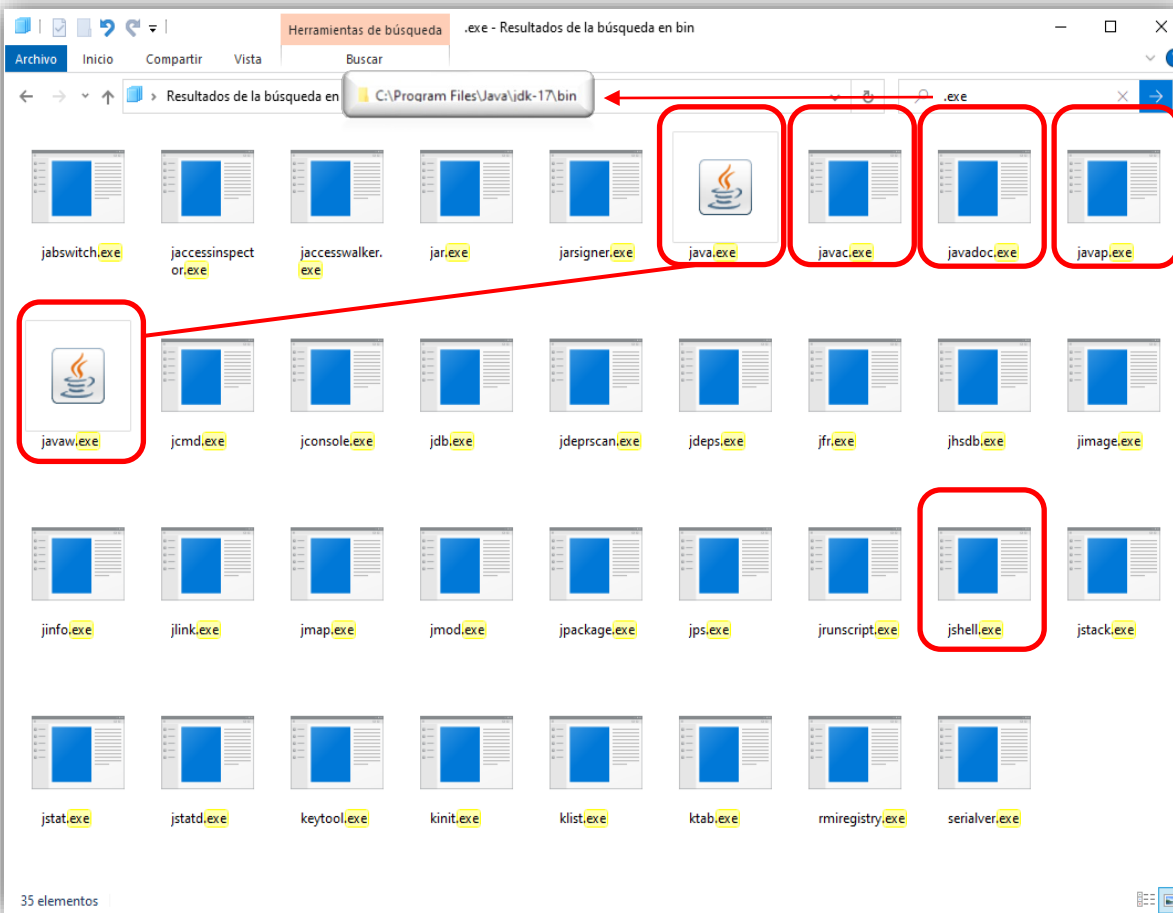 Herramientas de búsqueda
.exe - Resultados de la búsqueda en bin
Archivo
Inicio
Compartir
Vista
Buscar
Resultados de la búsqueda en
C:\Program Files\Java\jdk-17\bin
.exe
jabswitch.exe
jaccessinspect
or.exe
jaccesswalker.
exe
jar.exe
jarsigner.exe
java.exe
javac.exe
javadoc.exe
javap.exe
javaw.exe
jcmd.exe
jconsole.exe
jdb.exe
jdeprscan.exe
jdeps.exe
jfr.exe
jhsdb.exe
jimage.exe
jinfo.exe
jlink.exe
jmap.exe
jmod.exe
jpackage.exe
jps.exe
jrunscript.exe
jshell.exe
jstack.exe
jstat.exe
jstatd.exe
keytool.exe
kinit.exe
klist.exe
ktab.exe
rmiregistry.exe
serialver.exe
35 elementos